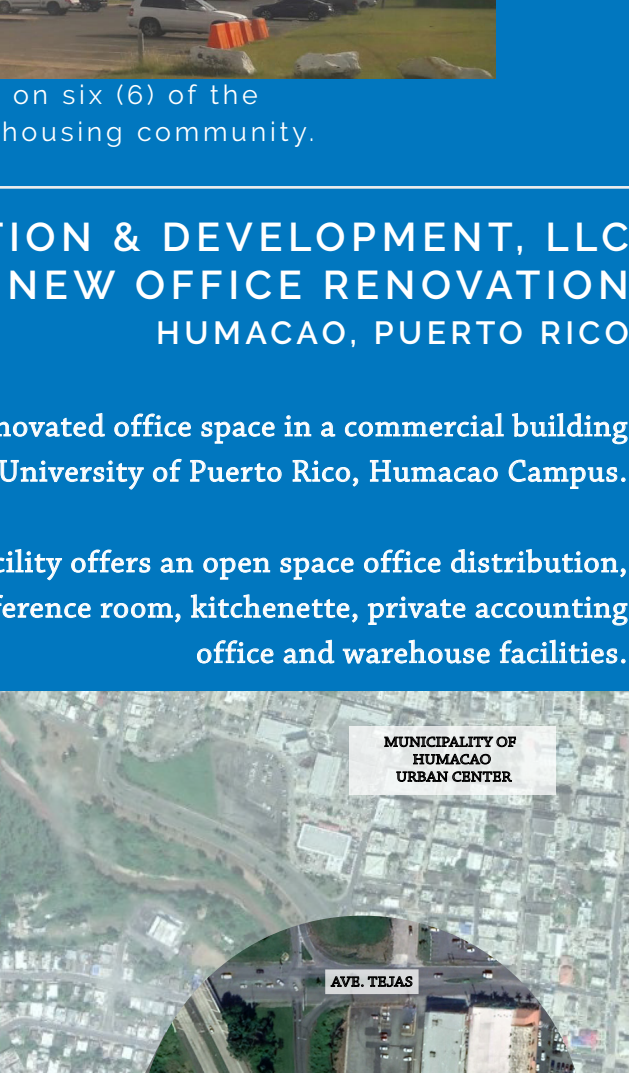 on six (6) of the
housing community.
TION & DEVELOPMENT, LLC
NEW OFFICE RENOVATION
HUMACAO, PUERTO RICO
novated office space in a commercial building
University of Puerto Rico, Humacao Campus.
cility offers an open space office distribution,
ference room, kitchenette, private accounting
office and warehouse facilities.
MUNICIPALITY OF
HUMACAO
URBAN CENTER
AVE. TEJAS